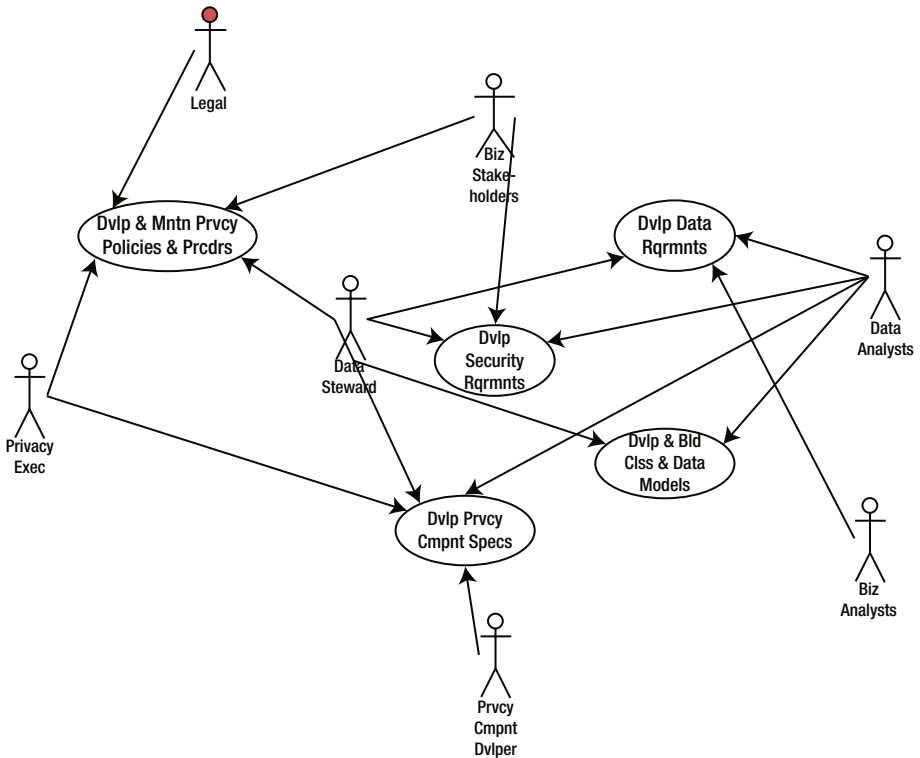 Legal
Biz
Stake-
holders
Dvlp & Mntn Prvcy
Policies & Prcdrs
Dvlp Data
Rqrmnts
Data
Analysts
Dvlp
Security
Rqrmnts
Data
Steward
Privacy
Exec
Dvlp & Bld
Clss & Data
Models
Dvlp Prvcy
Cmpnt Specs
Biz
Analysts
Prvcy
Cmpnt
Dvlper